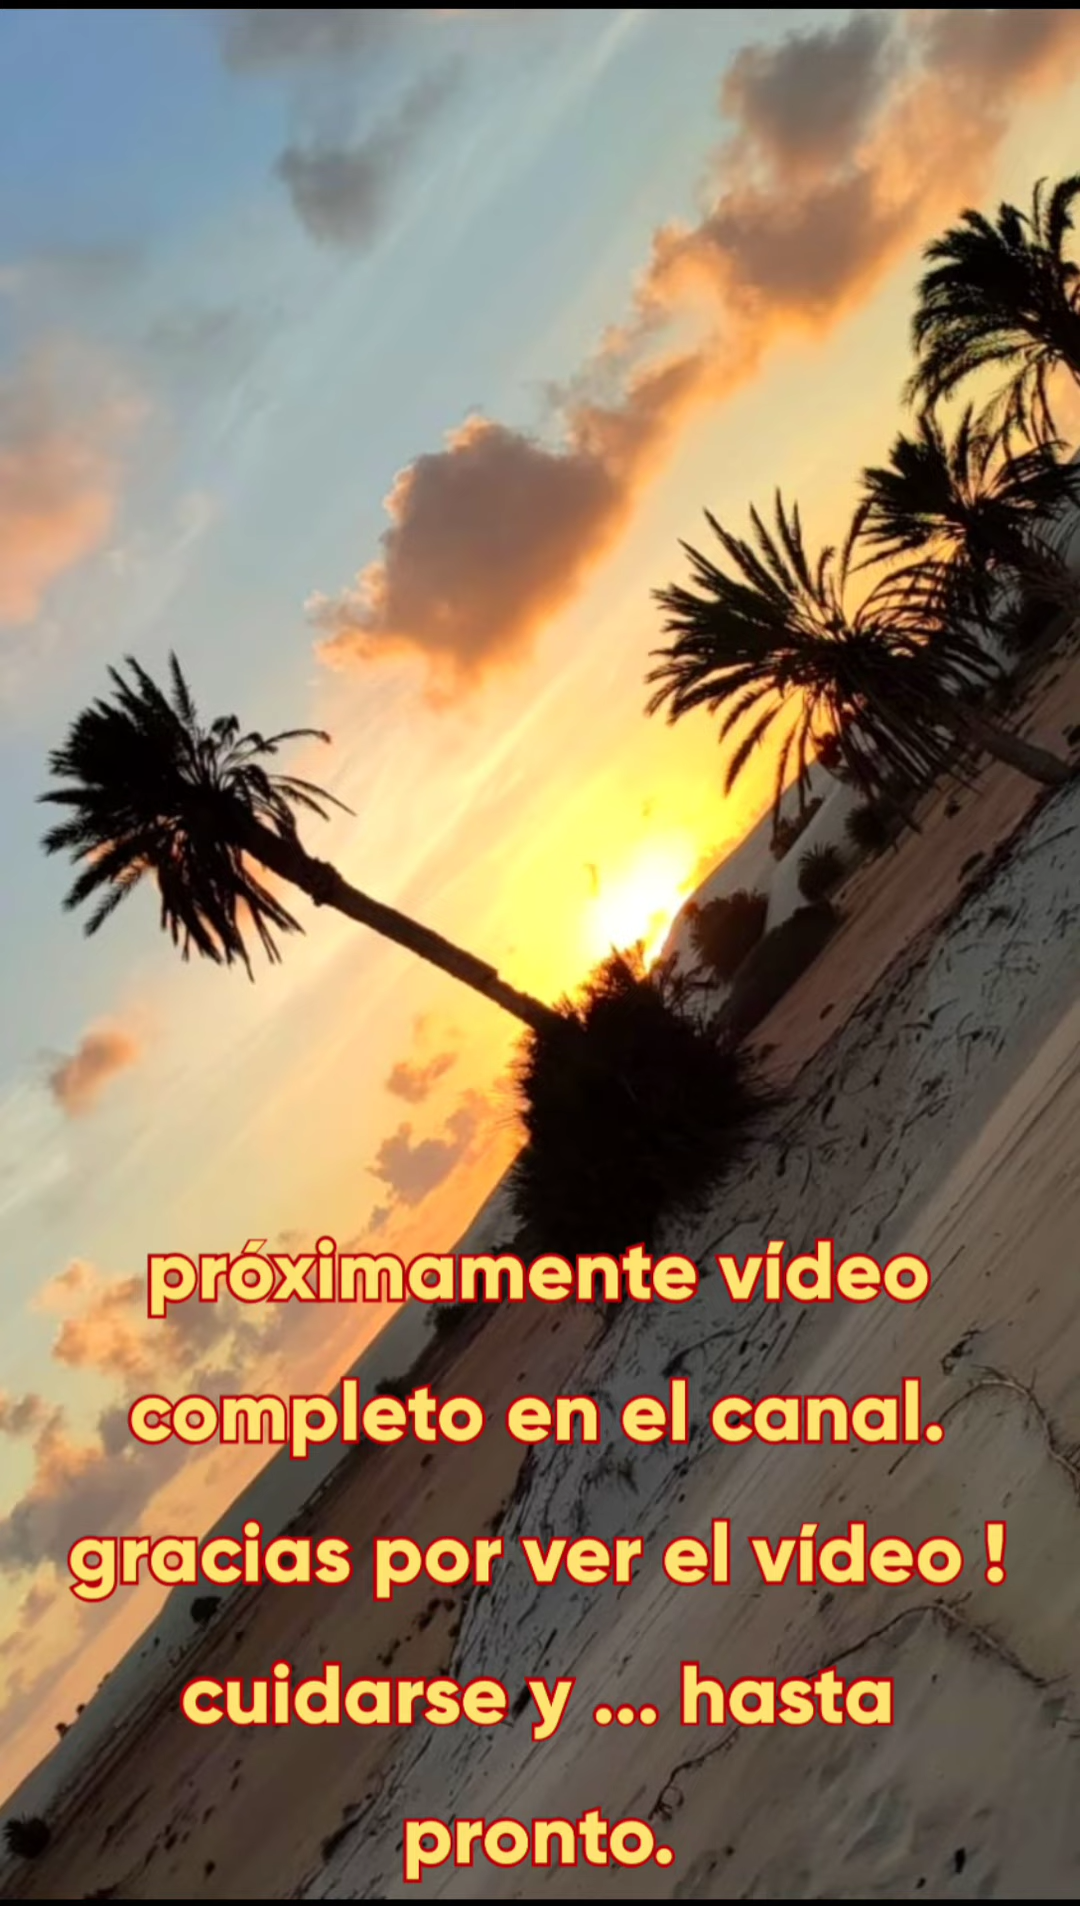 próximamente vídeo
completo en el canal.
gracias por ver el vídeo !
cuidarse y ... hasta
pronto.